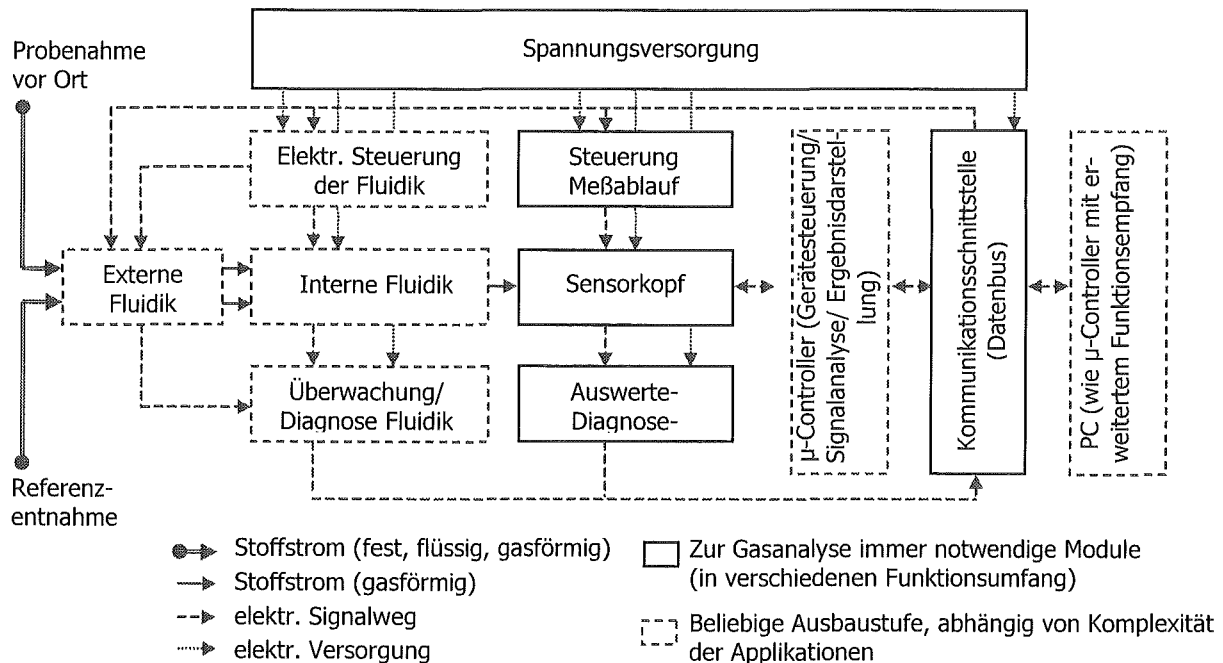 Spannungsversorgung
Probenahme
vor Ort
Elektr. Steuerung
der Fluidik
Steuerung
Meßablauf
Externe
Fluidik
Interne Fluidik
Sensorkopf
Überwachung/
Diagnose Fluidik
Auswerte-
Diagnose-
µ-Controller (Gerätesteuerung/
Signalanalyse/ Ergebnisdarstel-
lung)
Kommunikationsschnittstelle
(Datenbus)
PC (wie µ-Controller mit er-
weitertem Funktionsempfang)
Referenz-
entnahme
Stoffstrom (fest, flüssig, gasförmig)
Stoffstrom (gasförmig)
elektr. Signalweg
elektr. Versorgung
Zur Gasanalyse immer notwendige Module
(in verschiedenen Funktionsumfang)
Beliebige Ausbaustufe, abhängig von Komplexität
der Applikationen